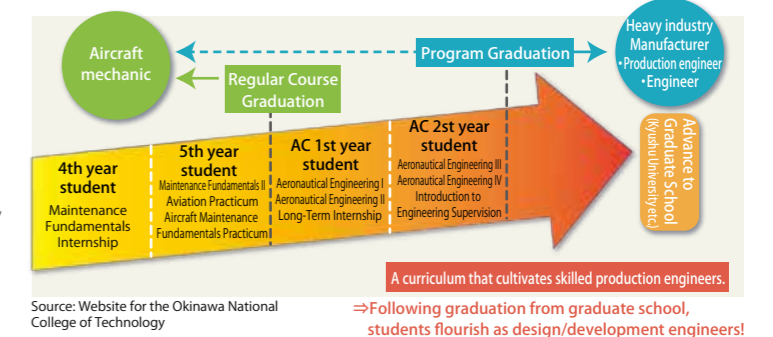 Aircraft
mechanic
Regular Course
Graduation
Program Graduation
Heavy industry
Manufacturer
•Production engineer
•Engineer
4th year
student
Maintenance
Fundamentals
Internship
5th year
student
Maintenance Fundamentals II
Aviation Practicum
Aircraft Maintenance
Fundamentals Practicum
AC 1st year
student
Aeronautical Engineering I
Aeronautical Engineering II
Long-Term Internship
AC 2st year
student
Aeronautical Engineering III
Aeronautical Engineering IV
Introduction to
Engineering Supervision
Advance to
Graduate School
(Kyushu University etc.)
A curriculum that cultivates skilled production engineers.
Source: Website for the Okinawa National
College of Technology
⇒Following graduation from graduate school,
students flourish as design/development engineers!